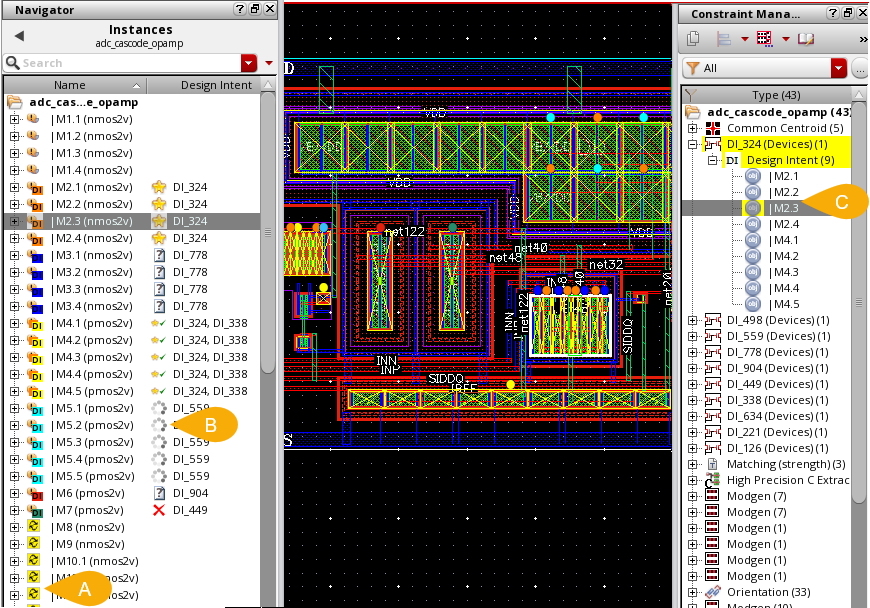 Navigator
Instances
adc_cascode_opamp
Search
Name
Design Intent
adc_cas...e_opamp
|M1.1 (nmos2v)
|M1.2 (nmos2v)
|M1.3 (nmos2v)
|M1.4 (nmos2v)
|M2.1 (nmos2v) DI_324
|M2.2 (nmos2v) DI_324
|M2.3 (nmos2v) DI_324
|M2.4 (nmos2v) DI_324
|M3.1 (nmos2v) DI_778
|M3.2 (nmos2v) DI_778
|M3.3 (nmos2v) DI_778
|M3.4 (nmos2v) DI_778
|M4.1 (pmos2v) DI_324, DI_338
|M4.2 (pmos2v) DI_324, DI_338
|M4.3 (pmos2v) DI_324, DI_338
|M4.4 (pmos2v) DI_324, DI_338
|M4.5 (pmos2v) DI_324, DI_338
|M5.1 (pmos2v) DI_559
|M5.2 (pmos2v)
|M5.3 (pmos2v) DI_559
|M5.4 (pmos2v) DI_559
|M5.5 (pmos2v) DI_559
|M6 (pmos2v) DI_904
|M7 (pmos2v) DI_449
|M8 (nmos2v)
|M9 (nmos2v)
|M10.1 (nmos2v)
A
B
D
VDD
VDD
VDD
VDD
VDD
net122
net40
net48
net32
net122
INN
net20
SIDDQ
INN
INP
SIDDQ
IREF
S
Constraint Mana...
All
...
Type (43)
adc_cascode_opamp (43)
Common Centroid (5)
DI_324 (Devices) (1)
DI Design Intent (9)
|M2.1
|M2.2
|M2.3
|M2.4
|M4.1
|M4.2
|M4.3
|M4.4
|M4.5
C
DI_498 (Devices) (1)
DI_559 (Devices) (1)
DI_778 (Devices) (1)
DI_904 (Devices) (1)
DI_449 (Devices) (1)
DI_338 (Devices) (1)
DI_634 (Devices) (1)
DI_221 (Devices) (1)
DI_126 (Devices) (1)
Matching (strength) (3)
High Precision C Extrac
Modgen (7)
Modgen (7)
Modgen (1)
Modgen (1)
Modgen (1)
Modgen (1)
Orientation (33)
Modgen (10)